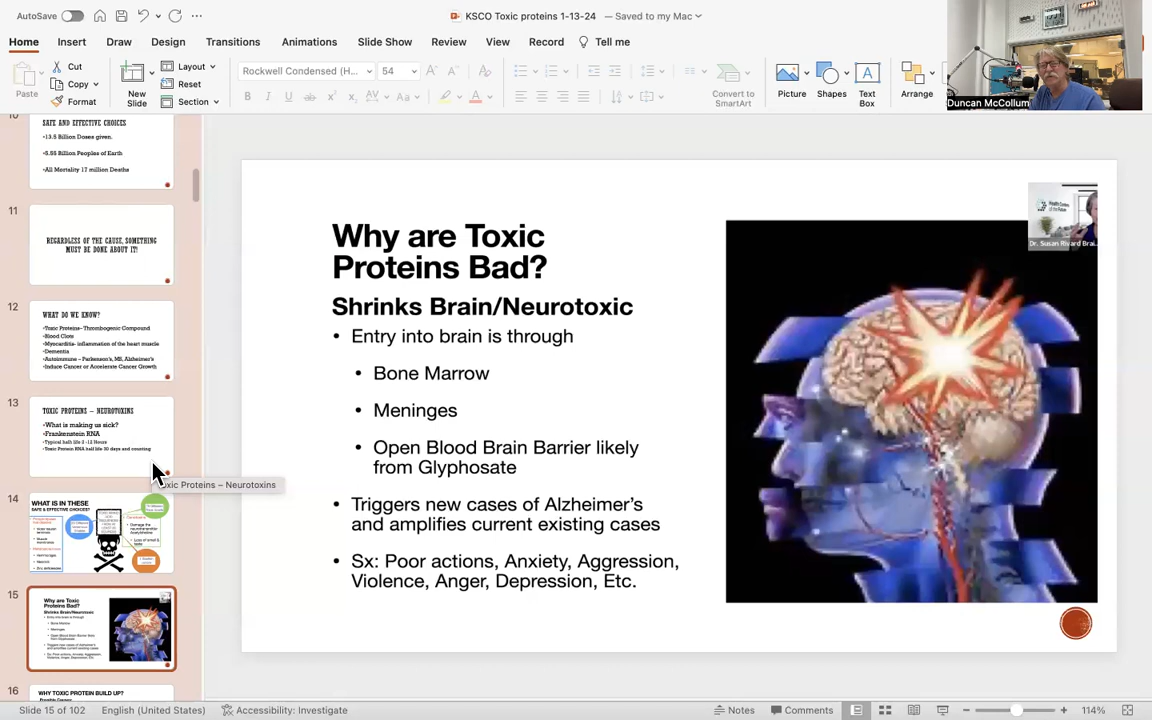 AutoSave
KSCO Toxic proteins 1-13-24 — Saved to my Mac
Home Insert Draw Design Transitions Animations Slide Show Review View Record Tell me
Paste
Cut
Copy
Format
New
Slide
Layout
Reset
Section
Rockwell Condensed (H... 54
Convert to
SmartArt
Picture
Shapes
Text
Box
Arrange
Duncan McCollum
10
SAFE AND EFFECTIVE CHOICES
•13.5 Billion Doses given.
•5.55 Billion Peoples of Earth
•All Mortality 17 million Deaths
11
REGARDLESS OF THE CAUSE, SOMETHING
MUST BE DONE ABOUT IT!
12
WHAT DO WE KNOW?
•Toxic Proteins– Thrombogenic Compound
•Blood Clots
•Myocarditis- inflamation of the heart muscle
•Dementia
•Autoimmune – Parkenson's, MS, Alzheimer's
•Induce Cancer or Accelerate Cancer Growth
13
TOXIC PROTEINS – NEUROTOXINS
•What is making us sick?
•Frankenstein RNA
•Typical half life 2 -12 Hours
•Toxic Protein RNA half life 30 days and counting
Toxic Proteins – Neurotoxins
14
WHAT IS IN THESE
SAFE & EFFECTIVE CHOICES?
15
Why are Toxic
Proteins Bad?
Shrinks Brain/Neurotoxic
• Entry into brain is through
• Bone Marrow
• Meninges
• Open Blood Brain Barrier likely
from Glyphosate
• Triggers new cases of Alzheimer's
and amplifies current existing cases
• Sx: Poor actions, Anxiety, Aggression,
Violence, Anger, Depression, Etc.
16
WHY TOXIC PROTEIN BUILD UP?
Why are Toxic
Proteins Bad?
Shrinks Brain/Neurotoxic
• Entry into brain is through
• Bone Marrow
• Meninges
• Open Blood Brain Barrier likely
from Glyphosate
• Triggers new cases of Alzheimer's
and amplifies current existing cases
• Sx: Poor actions, Anxiety, Aggression,
Violence, Anger, Depression, Etc.
Dr. Susan Rivard Brai...
Slide 15 of 102 English (United States) Accessibility: Investigate Notes Comments 114%